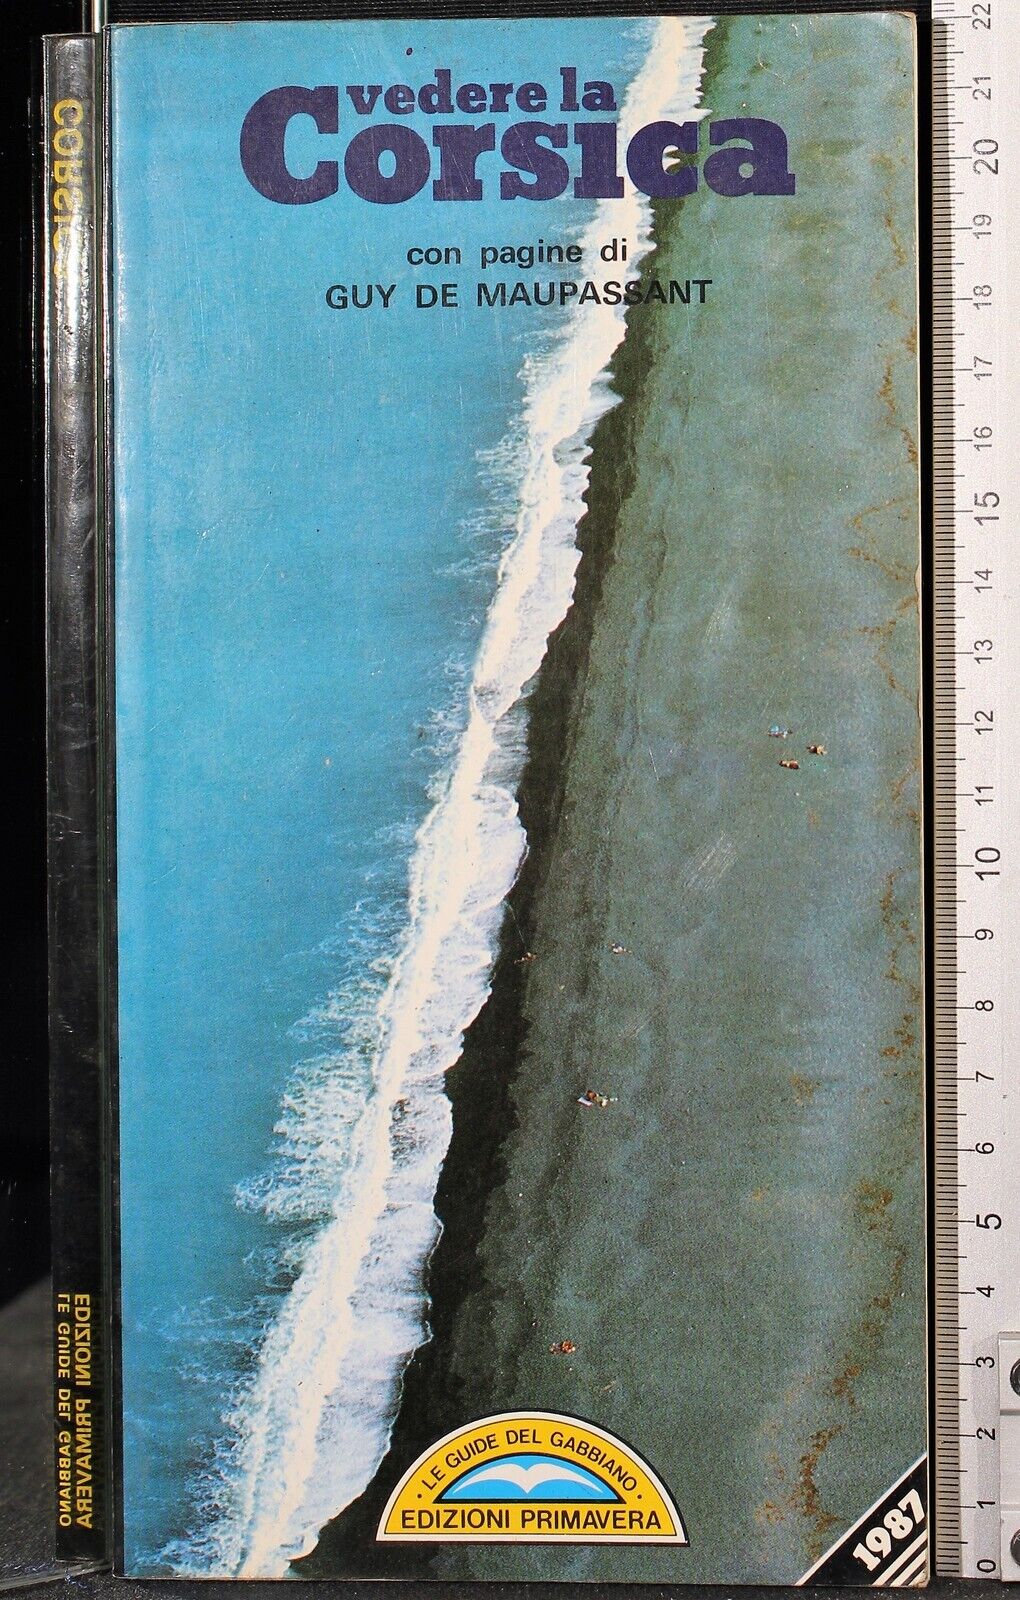 vedere la
Corsica
con pagine di
GUY DE MAUPASSANT
· LE GUIDE DEL GABBIANO ·
EDIZIONI PRIMAVERA
1987
CORSICA
EDIZIONI PRIMAVERA
LE GUIDE DEL GABBIANO
22
21
20
19
18
17
16
15
14
13
12
11
10
9
8
7
6
5
4
3
2
1
0